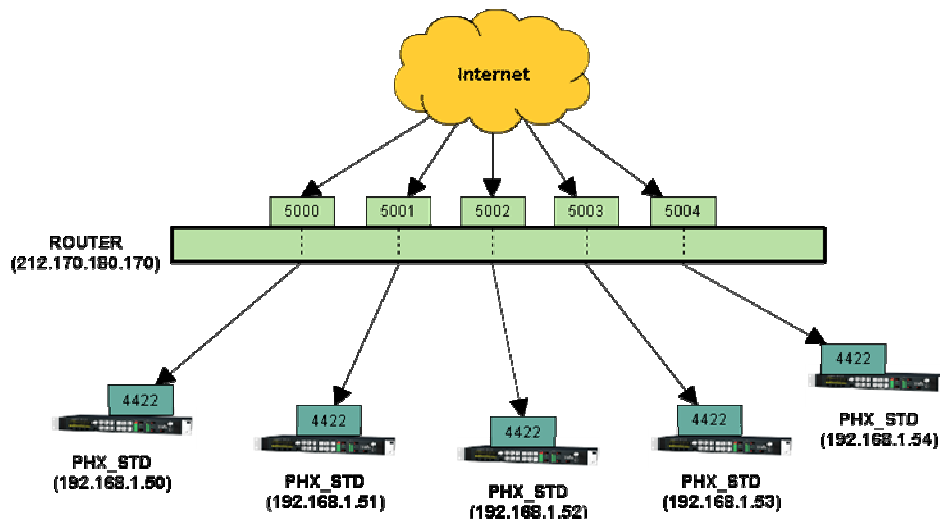 Internet
5000
5001
5002
5003
5004
ROUTER
(212.170.180.170)
4422
PHX_STD
(192.168.1.50)
4422
PHX_STD
(192.168.1.51)
4422
PHX_STD
(192.168.1.52)
4422
PHX_STD
(192.168.1.53)
4422
PHX_STD
(192.168.1.54)